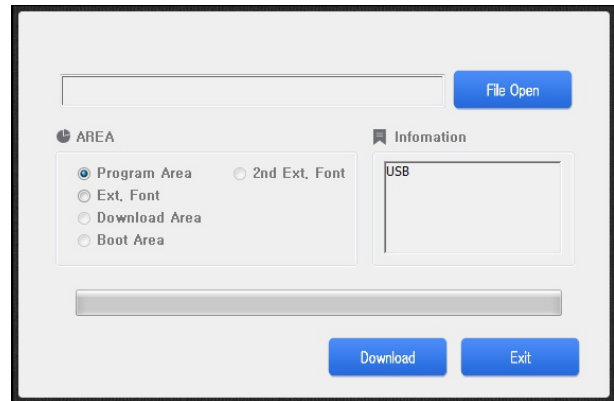 File Open
AREA
Infomation
Program Area
2nd Ext. Font
USB
Ext. Font
Download Area
Boot Area
Download
Exit